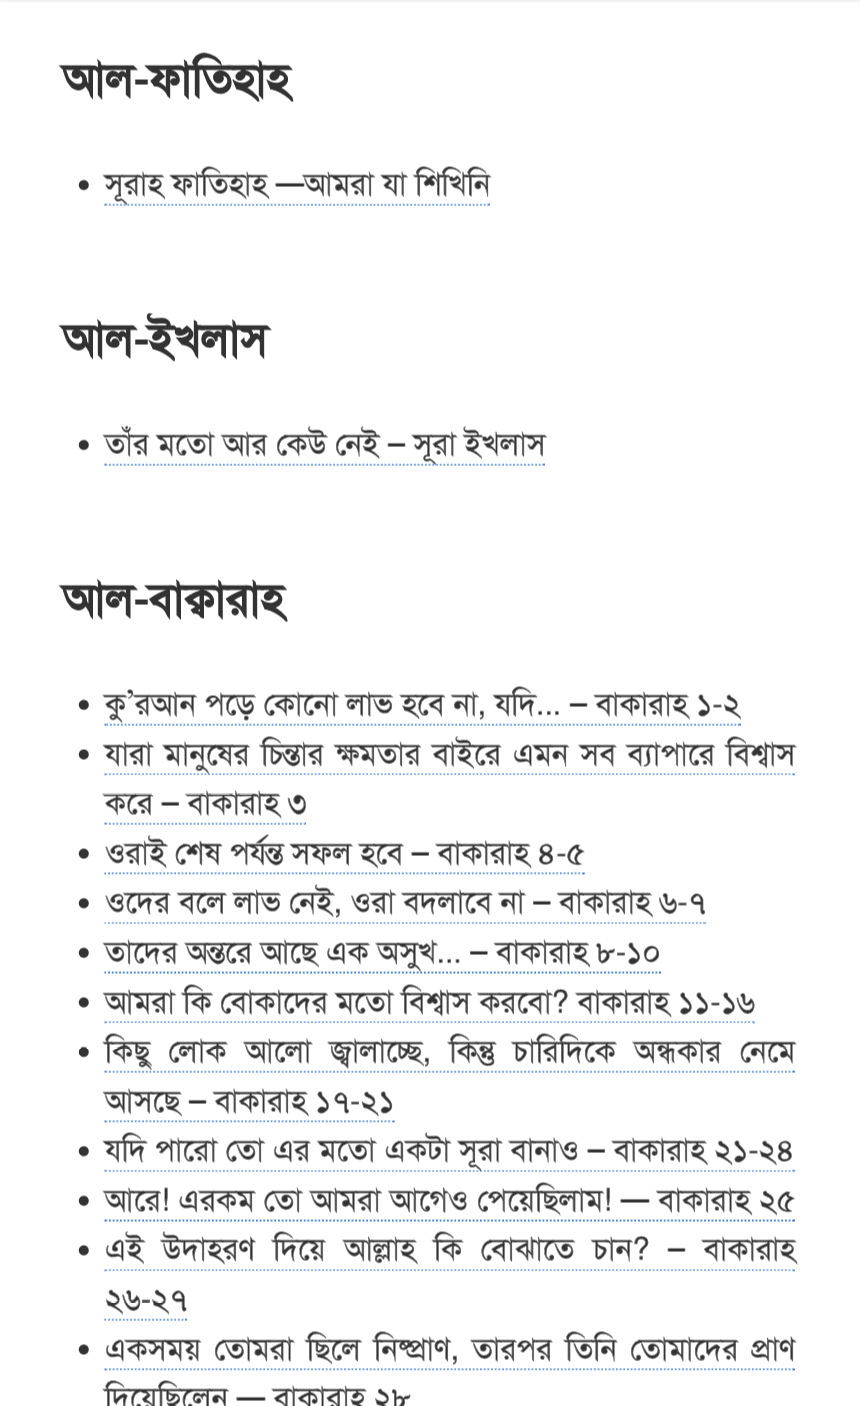 আল-ফাতিহাহ
সূরাহ ফাতিহাহ —আমরা যা শিখিনি
আল-ইখলাস
তাঁর মতো আর কেউ নেই – সূরা ইখলাস
আল-বাক্বারাহ
কু’রআন পড়ে কোনো লাভ হবে না, যদি... – বাকারাহ ১-২
যারা মানুষের চিন্তার ক্ষমতার বাইরে এমন সব ব্যাপারে বিশ্বাস
করে – বাকারাহ ৩
ওরাই শেষ পর্যন্ত সফল হবে – বাকারাহ ৪-৫
ওদের বলে লাভ নেই, ওরা বদলাবে না – বাকারাহ ৬-৭
তাদের অন্তরে আছে এক অসুখ... – বাকারাহ ৮-১০
আমরা কি বোকাদের মতো বিশ্বাস করবো? বাকারাহ ১১-১৬
কিছু লোক আলো জ্বালাচ্ছে, কিন্তু চারিদিকে অন্ধকার নেমে
আসছে – বাকারাহ ১৭-২১
যদি পারো তো এর মতো একটা সূরা বানাও – বাকারাহ ২১-২৪
আরে! এরকম তো আমরা আগেও পেয়েছিলাম! — বাকারাহ ২৫
এই উদাহরণ দিয়ে আল্লাহ কি বোঝাতে চান? – বাকারাহ
২৬-২৭
একসময় তোমরা ছিলে নিষ্প্রাণ, তারপর তিনি তোমাদের প্রাণ
দিয়েছিলেন — বাকারাহ ২৮